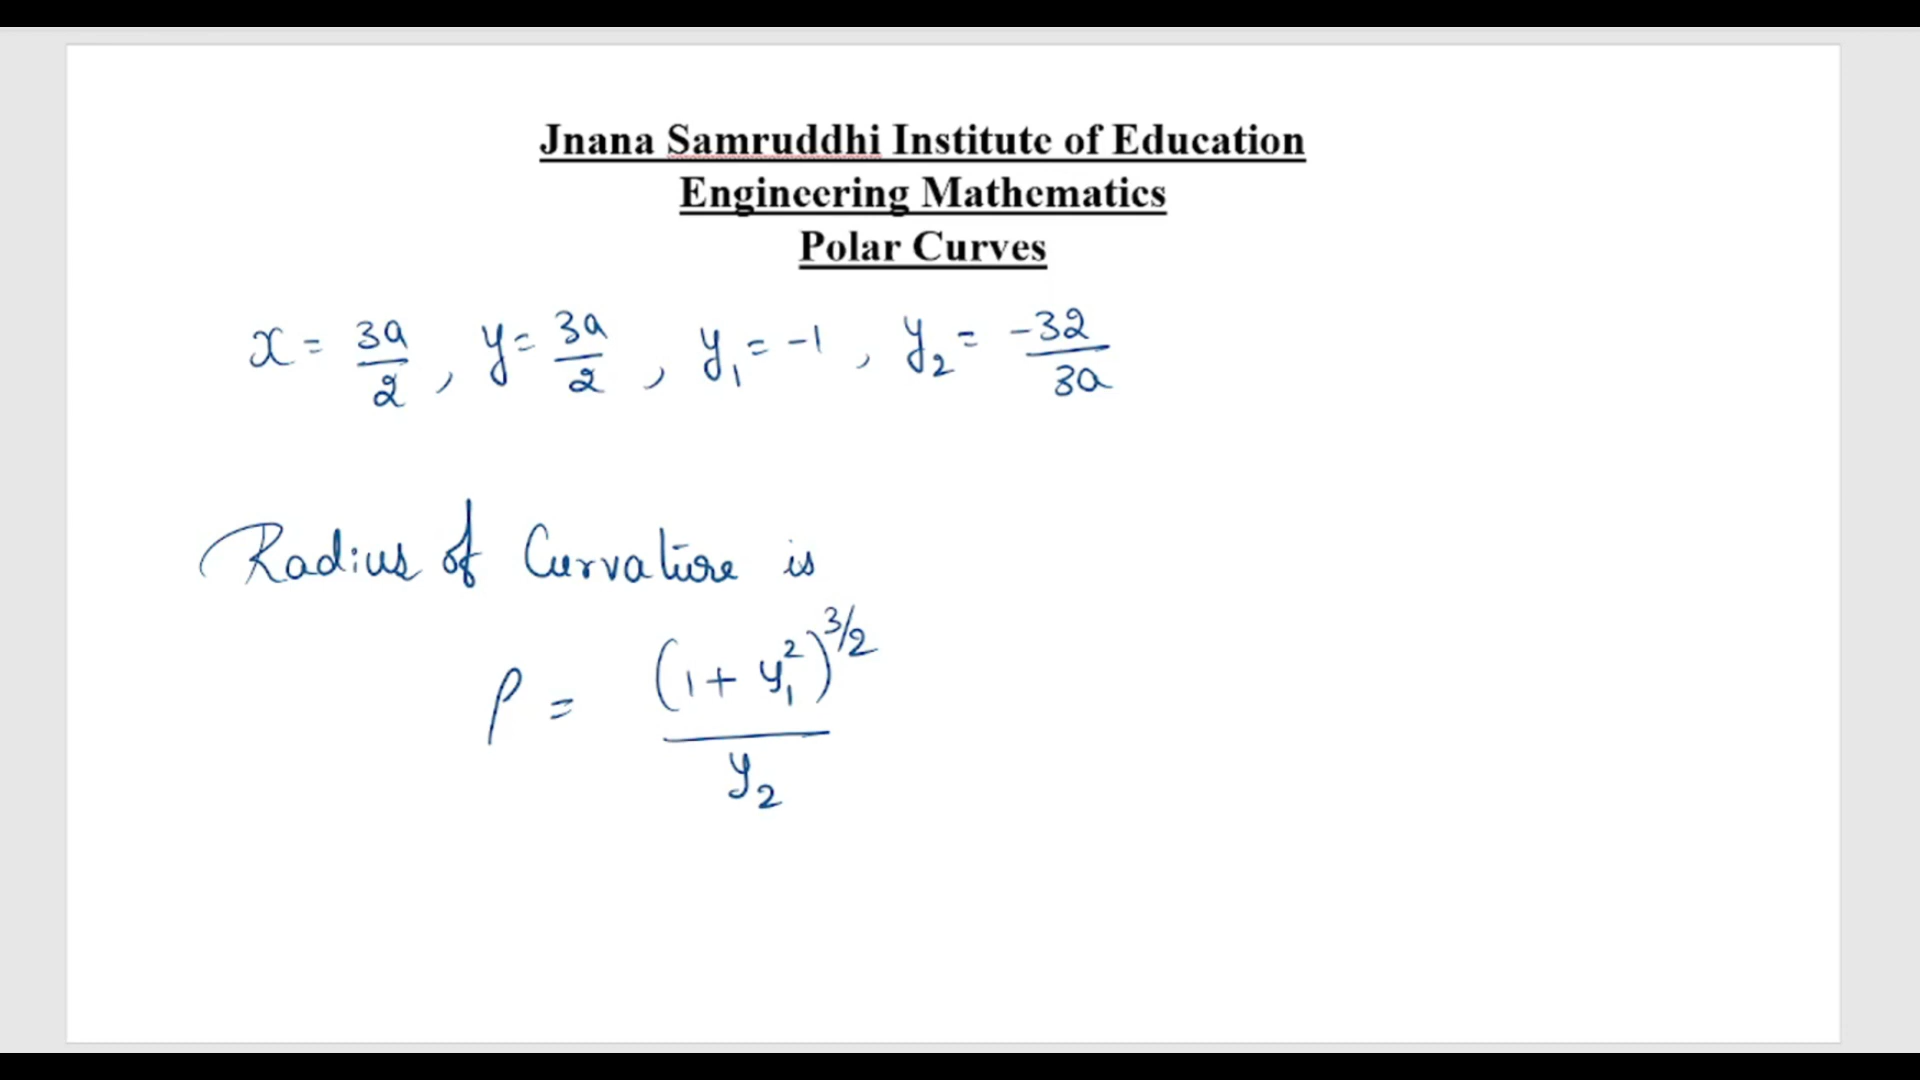 Jnana Samruddhi Institute of Education
Engineering Mathematics
Polar Curves
x = 3a/2 , y = 3a/2 , y₁ = -1 , y₂ = -32/3a
Radius of Curvature is
ρ = (1 + y₁²)^3/2 / y₂